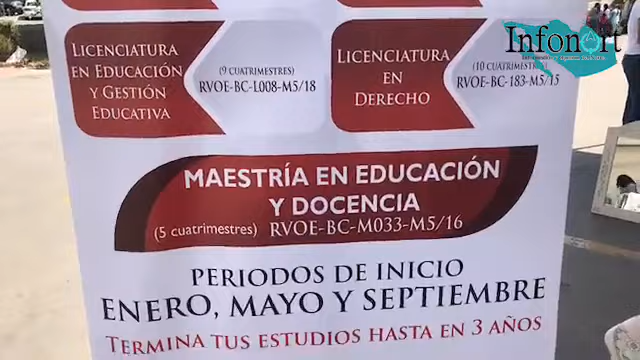 Infonort
LICENCIATURA
EN EDUCACIÓN
Y GESTIÓN
EDUCATIVA
(9 CUATRIMESTRES)
RVOE-BC-L008-M5/18
LICENCIATURA
EN
DERECHO
(10 CUATRIMESTRES)
RVOE-BC-183-M5/15
MAESTRÍA EN EDUCACIÓN
Y DOCENCIA
(5 cuatrimestres) RVOE-BC-M033-M5/16
PERIODOS DE INICIO
ENERO, MAYO Y SEPTIEMBRE
TERMINA TUS ESTUDIOS HASTA EN 3 AÑOS